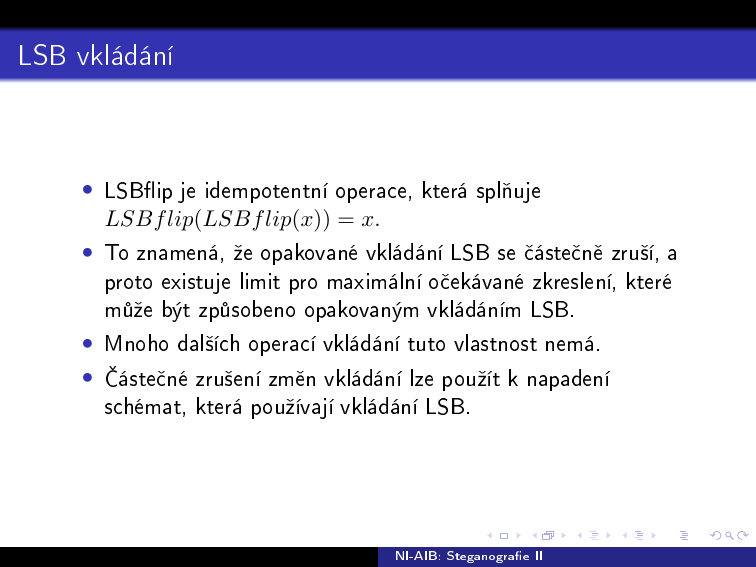 LSB vkládání
• LSBflip je idempotentní operace, která splňuje
LSBflip(LSBflip(x)) = x.
• To znamená, že opakované vkládání LSB se částečně zruší, a
proto existuje limit pro maximální očekávané zkreslení, které
může být způsobeno opakovaným vkládáním LSB.
• Mnoho dalších operací vkládání tuto vlastnost nemá.
• Částečné zrušení změn vkládání lze použít k napadení
schémat, která používají vkládání LSB.
NI-AIB: Steganografie II